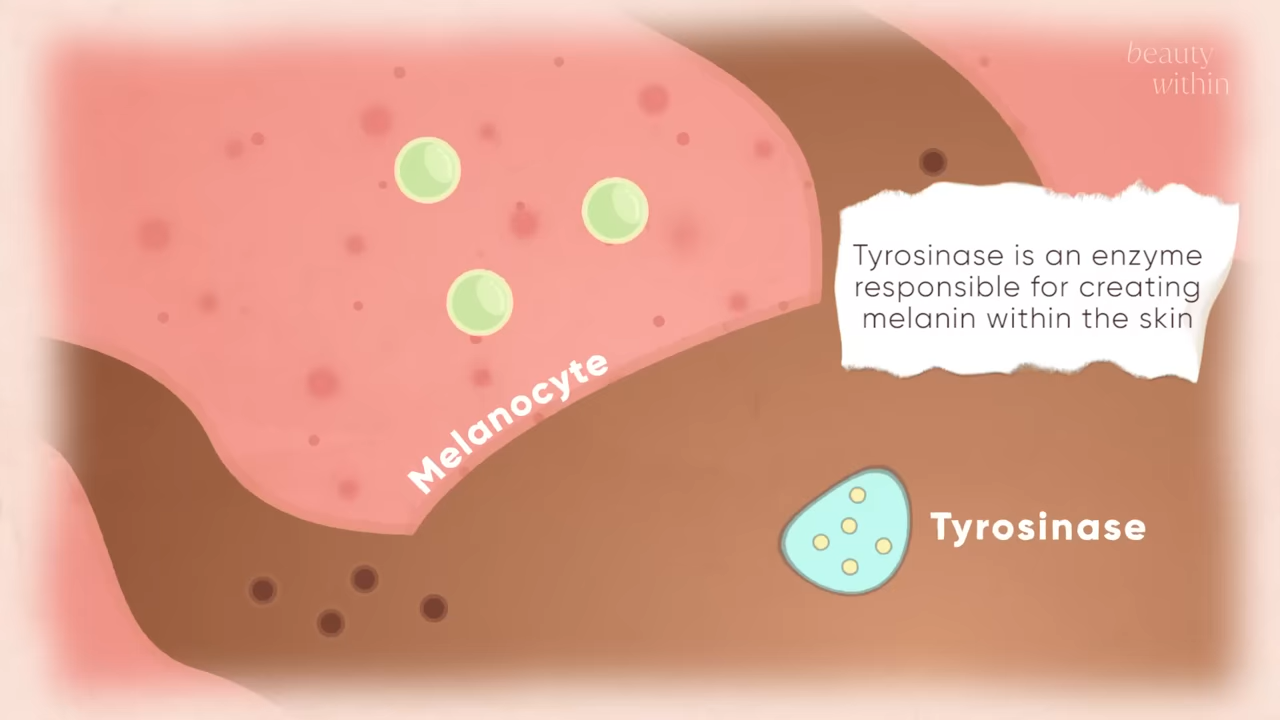 beauty
within
Tyrosinase is an enzyme
responsible for creating
melanin within the skin
Melanocyte
Tyrosinase